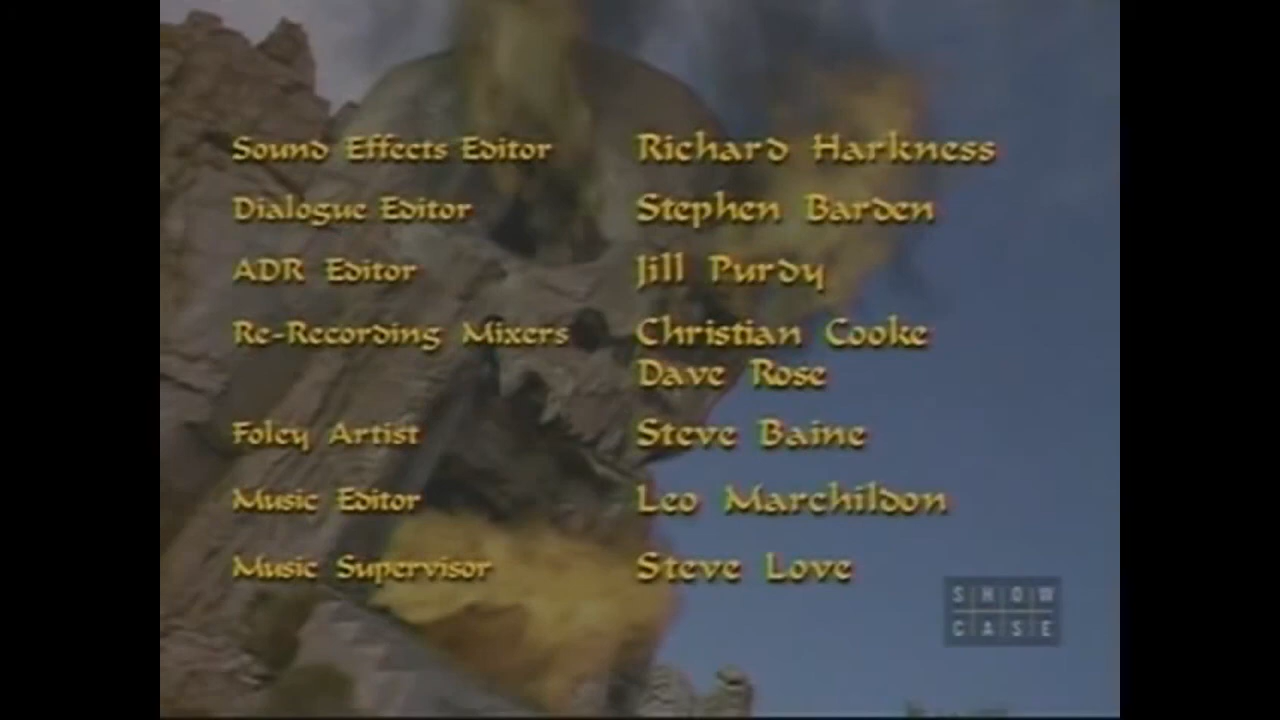 Sound Effects Editor Richard Harkness
Dialogue Editor Stephen Barden
ADR Editor Jill Purdy
Re-Recording Mixers Christian Cooke
Dave Rose
Foley Artist Steve Baine
Music Editor Leo Marchildon
Music Supervisor Steve Love
SHOW
CASE